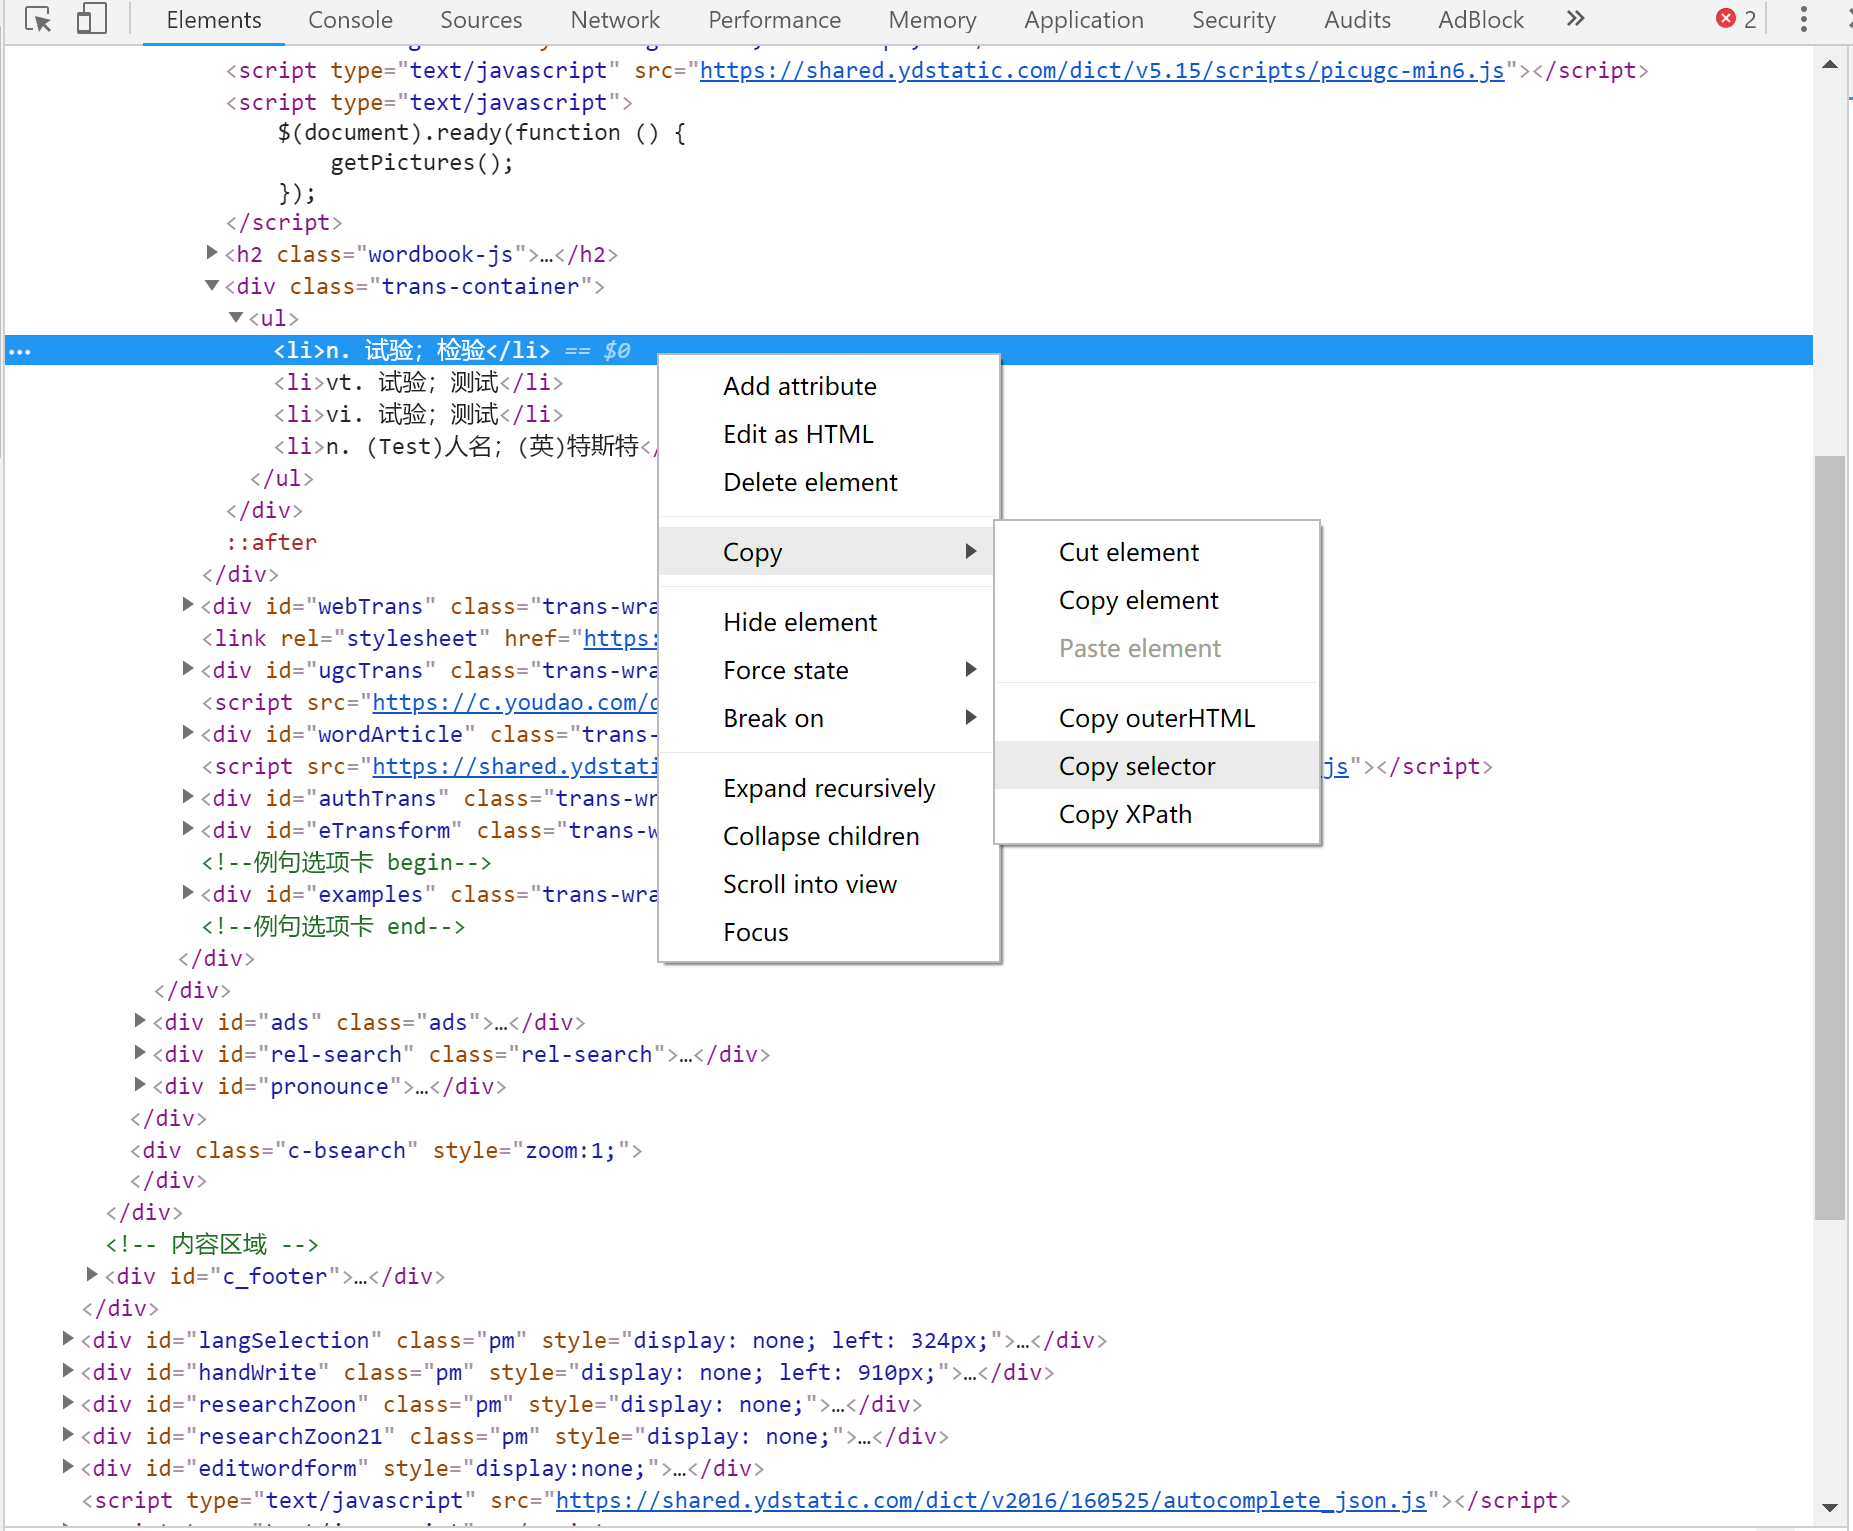 Elements Console Sources Network Performance Memory Application Security Audits AdBlock » 2
<script type="text/javascript" src="https://shared.ydstatic.com/dict/v5.15/scripts/picugc-min6.js"></script>
<script type="text/javascript">
$(document).ready(function () {
getPictures();
});
</script>
<h2 class="wordbook-js">…</h2>
<div class="trans-container">
<ul>
<li>n. 试验；检验</li> == $0
<li>vt. 试验；测试</li>
<li>vi. 试验；测试</li>
<li>n. (Test)人名；(英)特斯特</
</ul>
</div>
::after
</div>
<div id="webTrans" class="trans-wra
<link rel="stylesheet" href="https:
<div id="ugcTrans" class="trans-wra
<script src="https://c.youdao.com/d
<div id="wordArticle" class="trans-
<script src="https://shared.ydstati js"></script>
<div id="authTrans" class="trans-wr
<div id="eTransform" class="trans-w
<!--例句选项卡 begin-->
<div id="examples" class="trans-wra
<!--例句选项卡 end-->
</div>
</div>
<div id="ads" class="ads">…</div>
<div id="rel-search" class="rel-search">…</div>
<div id="pronounce">…</div>
</div>
<div class="c-bsearch" style="zoom:1;">
</div>
</div>
<!-- 内容区域 -->
<div id="c_footer">…</div>
</div>
<div id="langSelection" class="pm" style="display: none; left: 324px;">…</div>
<div id="handWrite" class="pm" style="display: none; left: 910px;">…</div>
<div id="researchZoon" class="pm" style="display: none;">…</div>
<div id="researchZoon21" class="pm" style="display: none;">…</div>
<div id="editwordform" style="display:none;">…</div>
<script type="text/javascript" src="https://shared.ydstatic.com/dict/v2016/160525/autocomplete_json.js"></script>
Add attribute
Edit as HTML
Delete element
Copy
Hide element
Force state
Break on
Expand recursively
Collapse children
Scroll into view
Focus
Cut element
Copy element
Paste element
Copy outerHTML
Copy selector
Copy XPath